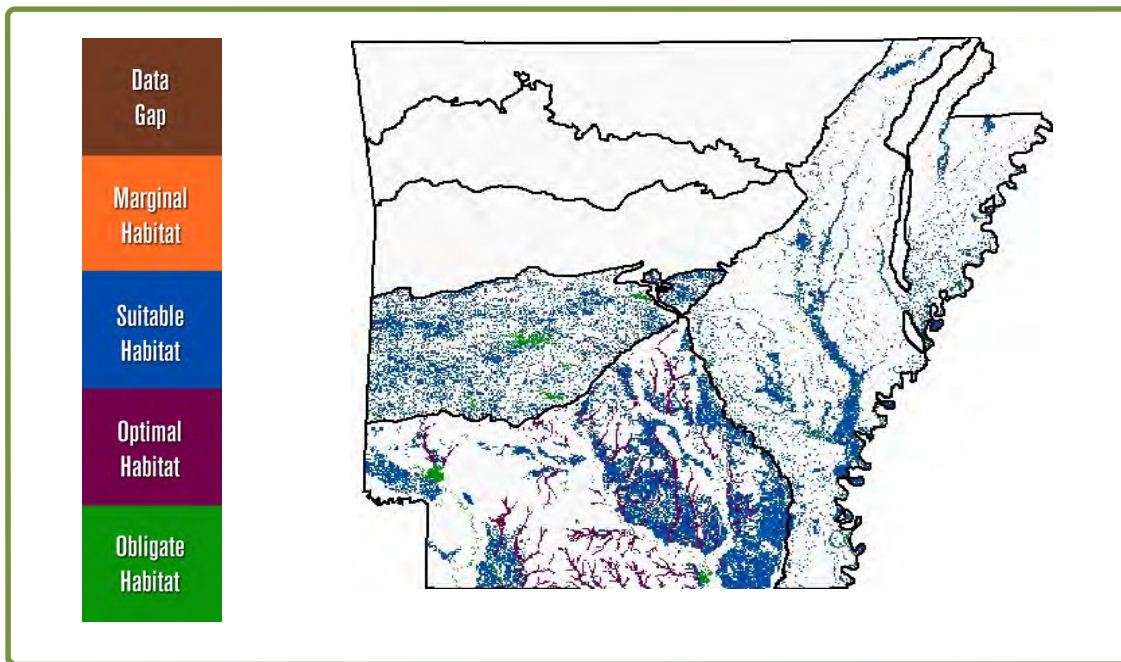 Data
Gap
Marginal
Habitat
Suitable
Habitat
Optimal
Habitat
Obligate
Habitat